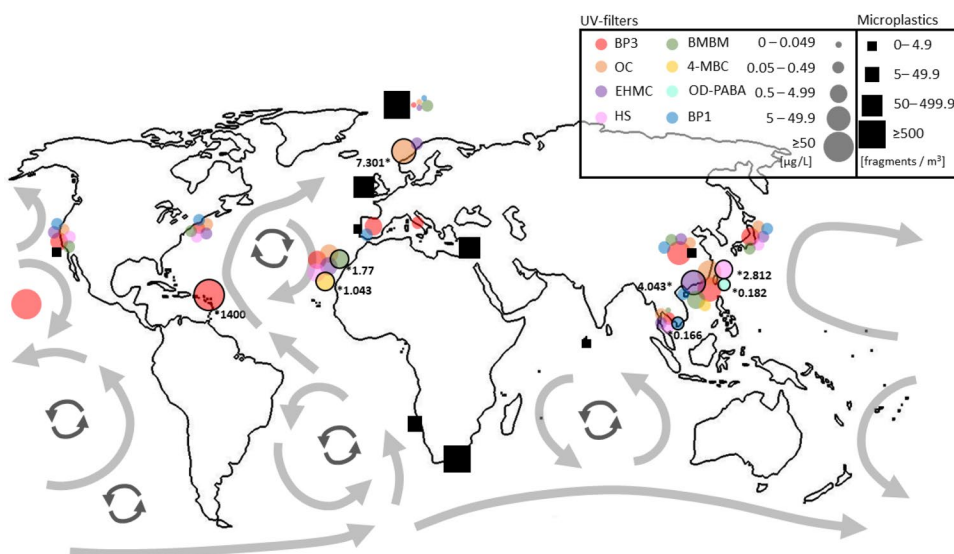 UV-filters
Microplastics
BP3
BMBM
0 – 0.049
0 – 4.9
OC
4-MBC
0.05 – 0.49
5 – 49.9
EHMC
OD-PABA
0.5 – 4.99
50 – 499.9
HS
BP1
5 – 49.9
≥500
≥50
[µg/L]
[fragments / m³]
7.301*
*1.77
*1.043
*1400
*2.812
4.043*
*0.182
*0.166